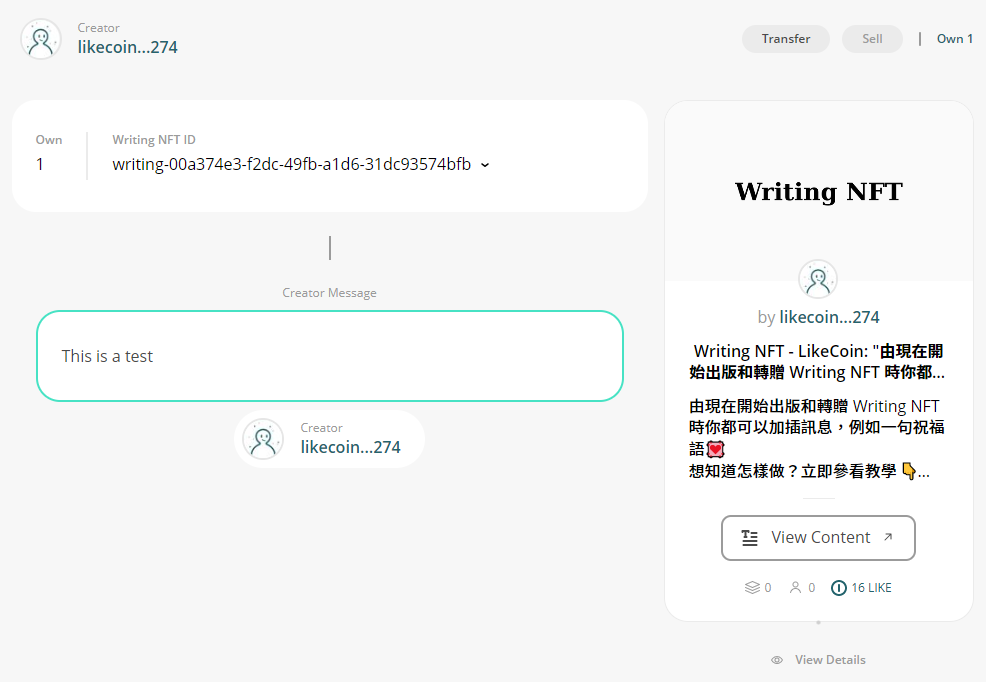 Creator
likecoin...274
Transfer
Sell
Own 1
Own
1
Writing NFT ID
writing-00a374e3-f2dc-49fb-a1d6-31dc93574bfb
Creator Message
This is a test
Creator
likecoin...274
Writing NFT
by likecoin...274
Writing NFT - LikeCoin: "由現在開
始出版和轉贈 Writing NFT 時你都...
由現在開始出版和轉贈 Writing NFT
時你都可以加插訊息，例如一句祝福
語💟
想知道怎樣做？立即參看教學 👇...
View Content
0
0
16 LIKE
View Details